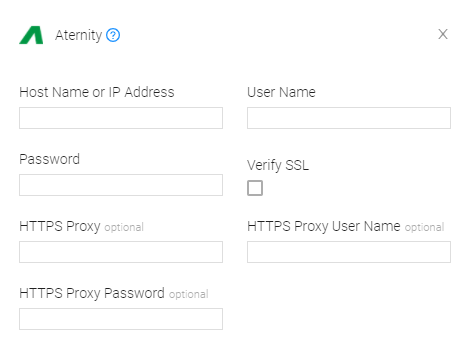 Aternity ?
Host Name or IP Address
User Name
Password
Verify SSL
HTTPS Proxy optional
HTTPS Proxy User Name optional
HTTPS Proxy Password optional